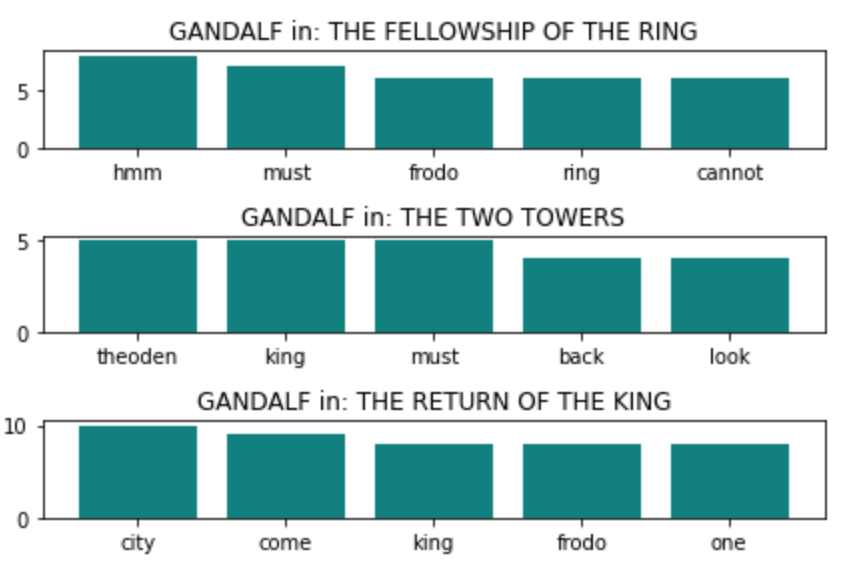 GANDALF in: THE FELLOWSHIP OF THE RING
5
0
hmm must frodo ring cannot
GANDALF in: THE TWO TOWERS
5
0
theoden king must back look
GANDALF in: THE RETURN OF THE KING
10
0
city come king frodo one